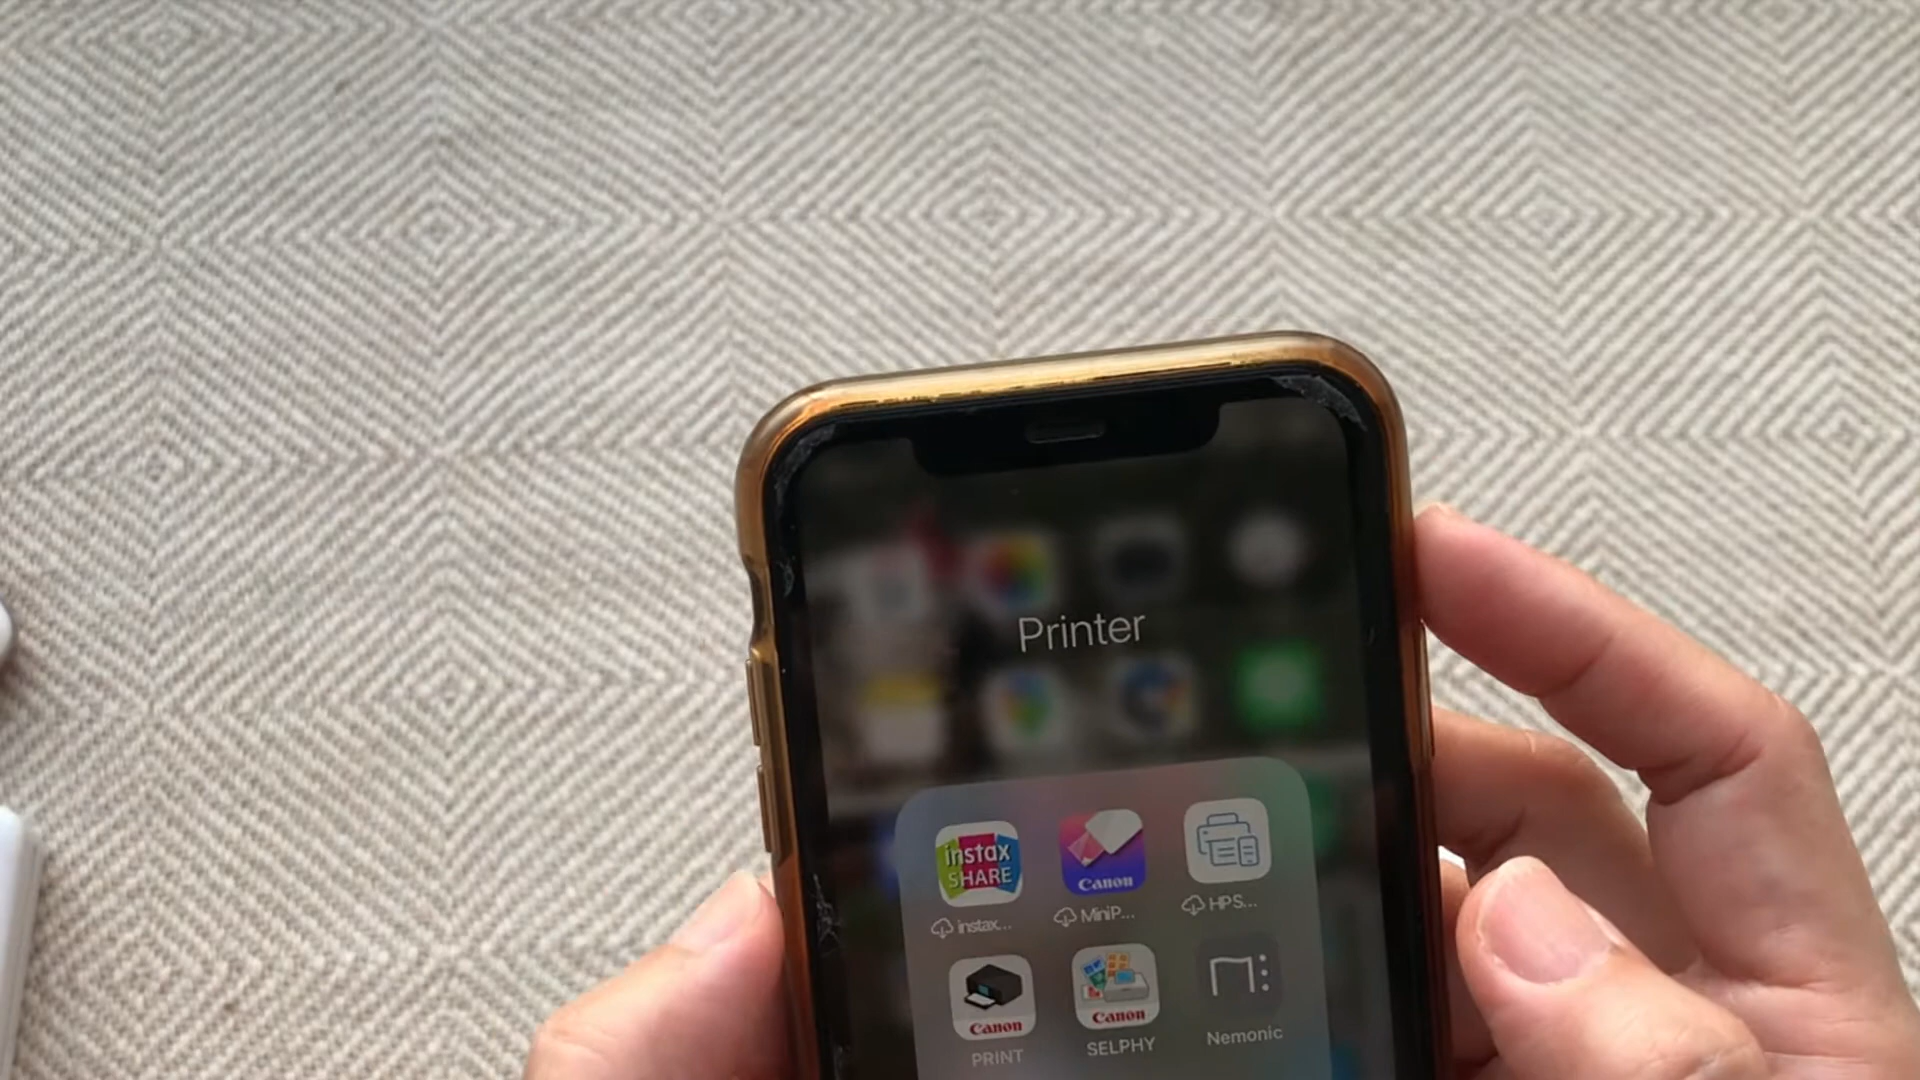 Printer
instax
SHARE
Canon
instax...
MiniP...
HPS...
Canon
Canon
PRINT
SELPHY
Nemonic